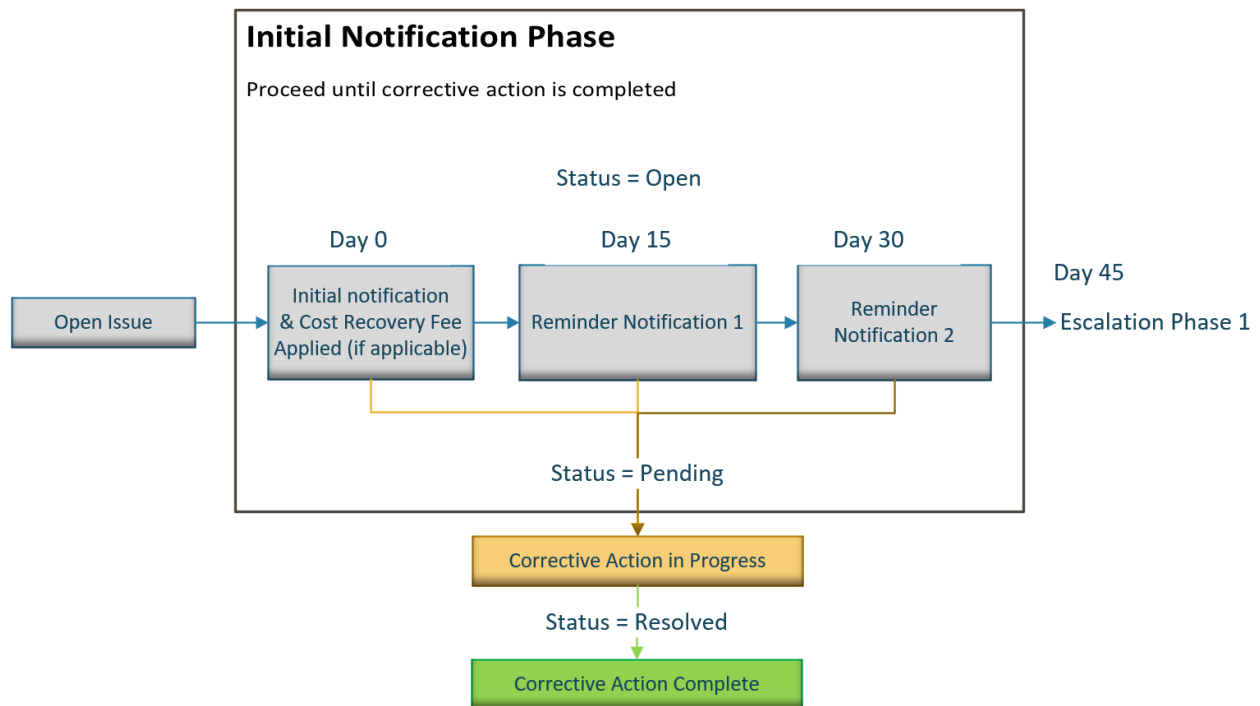 Initial Notification Phase
Proceed until corrective action is completed
Status = Open
Day 0
Day 15
Day 30
Day 45
Open Issue
Initial notification
& Cost Recovery Fee
Applied (if applicable)
Reminder Notification 1
Reminder
Notification 2
Escalation Phase 1
Status = Pending
Corrective Action in Progress
Status = Resolved
Corrective Action Complete